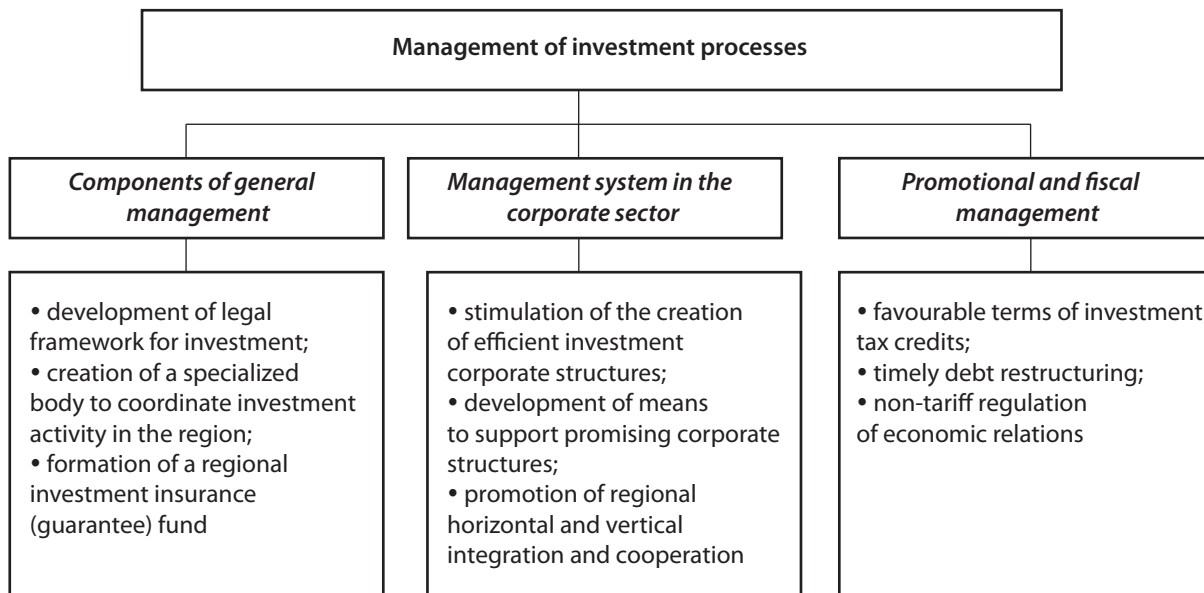 Management of investment processes
Components of general
management
Management system in the
corporate sector
Promotional and fiscal
management
• development of legal
framework for investment;
• creation of a specialized
body to coordinate investment
activity in the region;
• formation of a regional
investment insurance
(guarantee) fund
• stimulation of the creation
of efficient investment
corporate structures;
• development of means
to support promising corporate
structures;
• promotion of regional
horizontal and vertical
integration and cooperation
• favourable terms of investment
tax credits;
• timely debt restructuring;
• non-tariff regulation
of economic relations